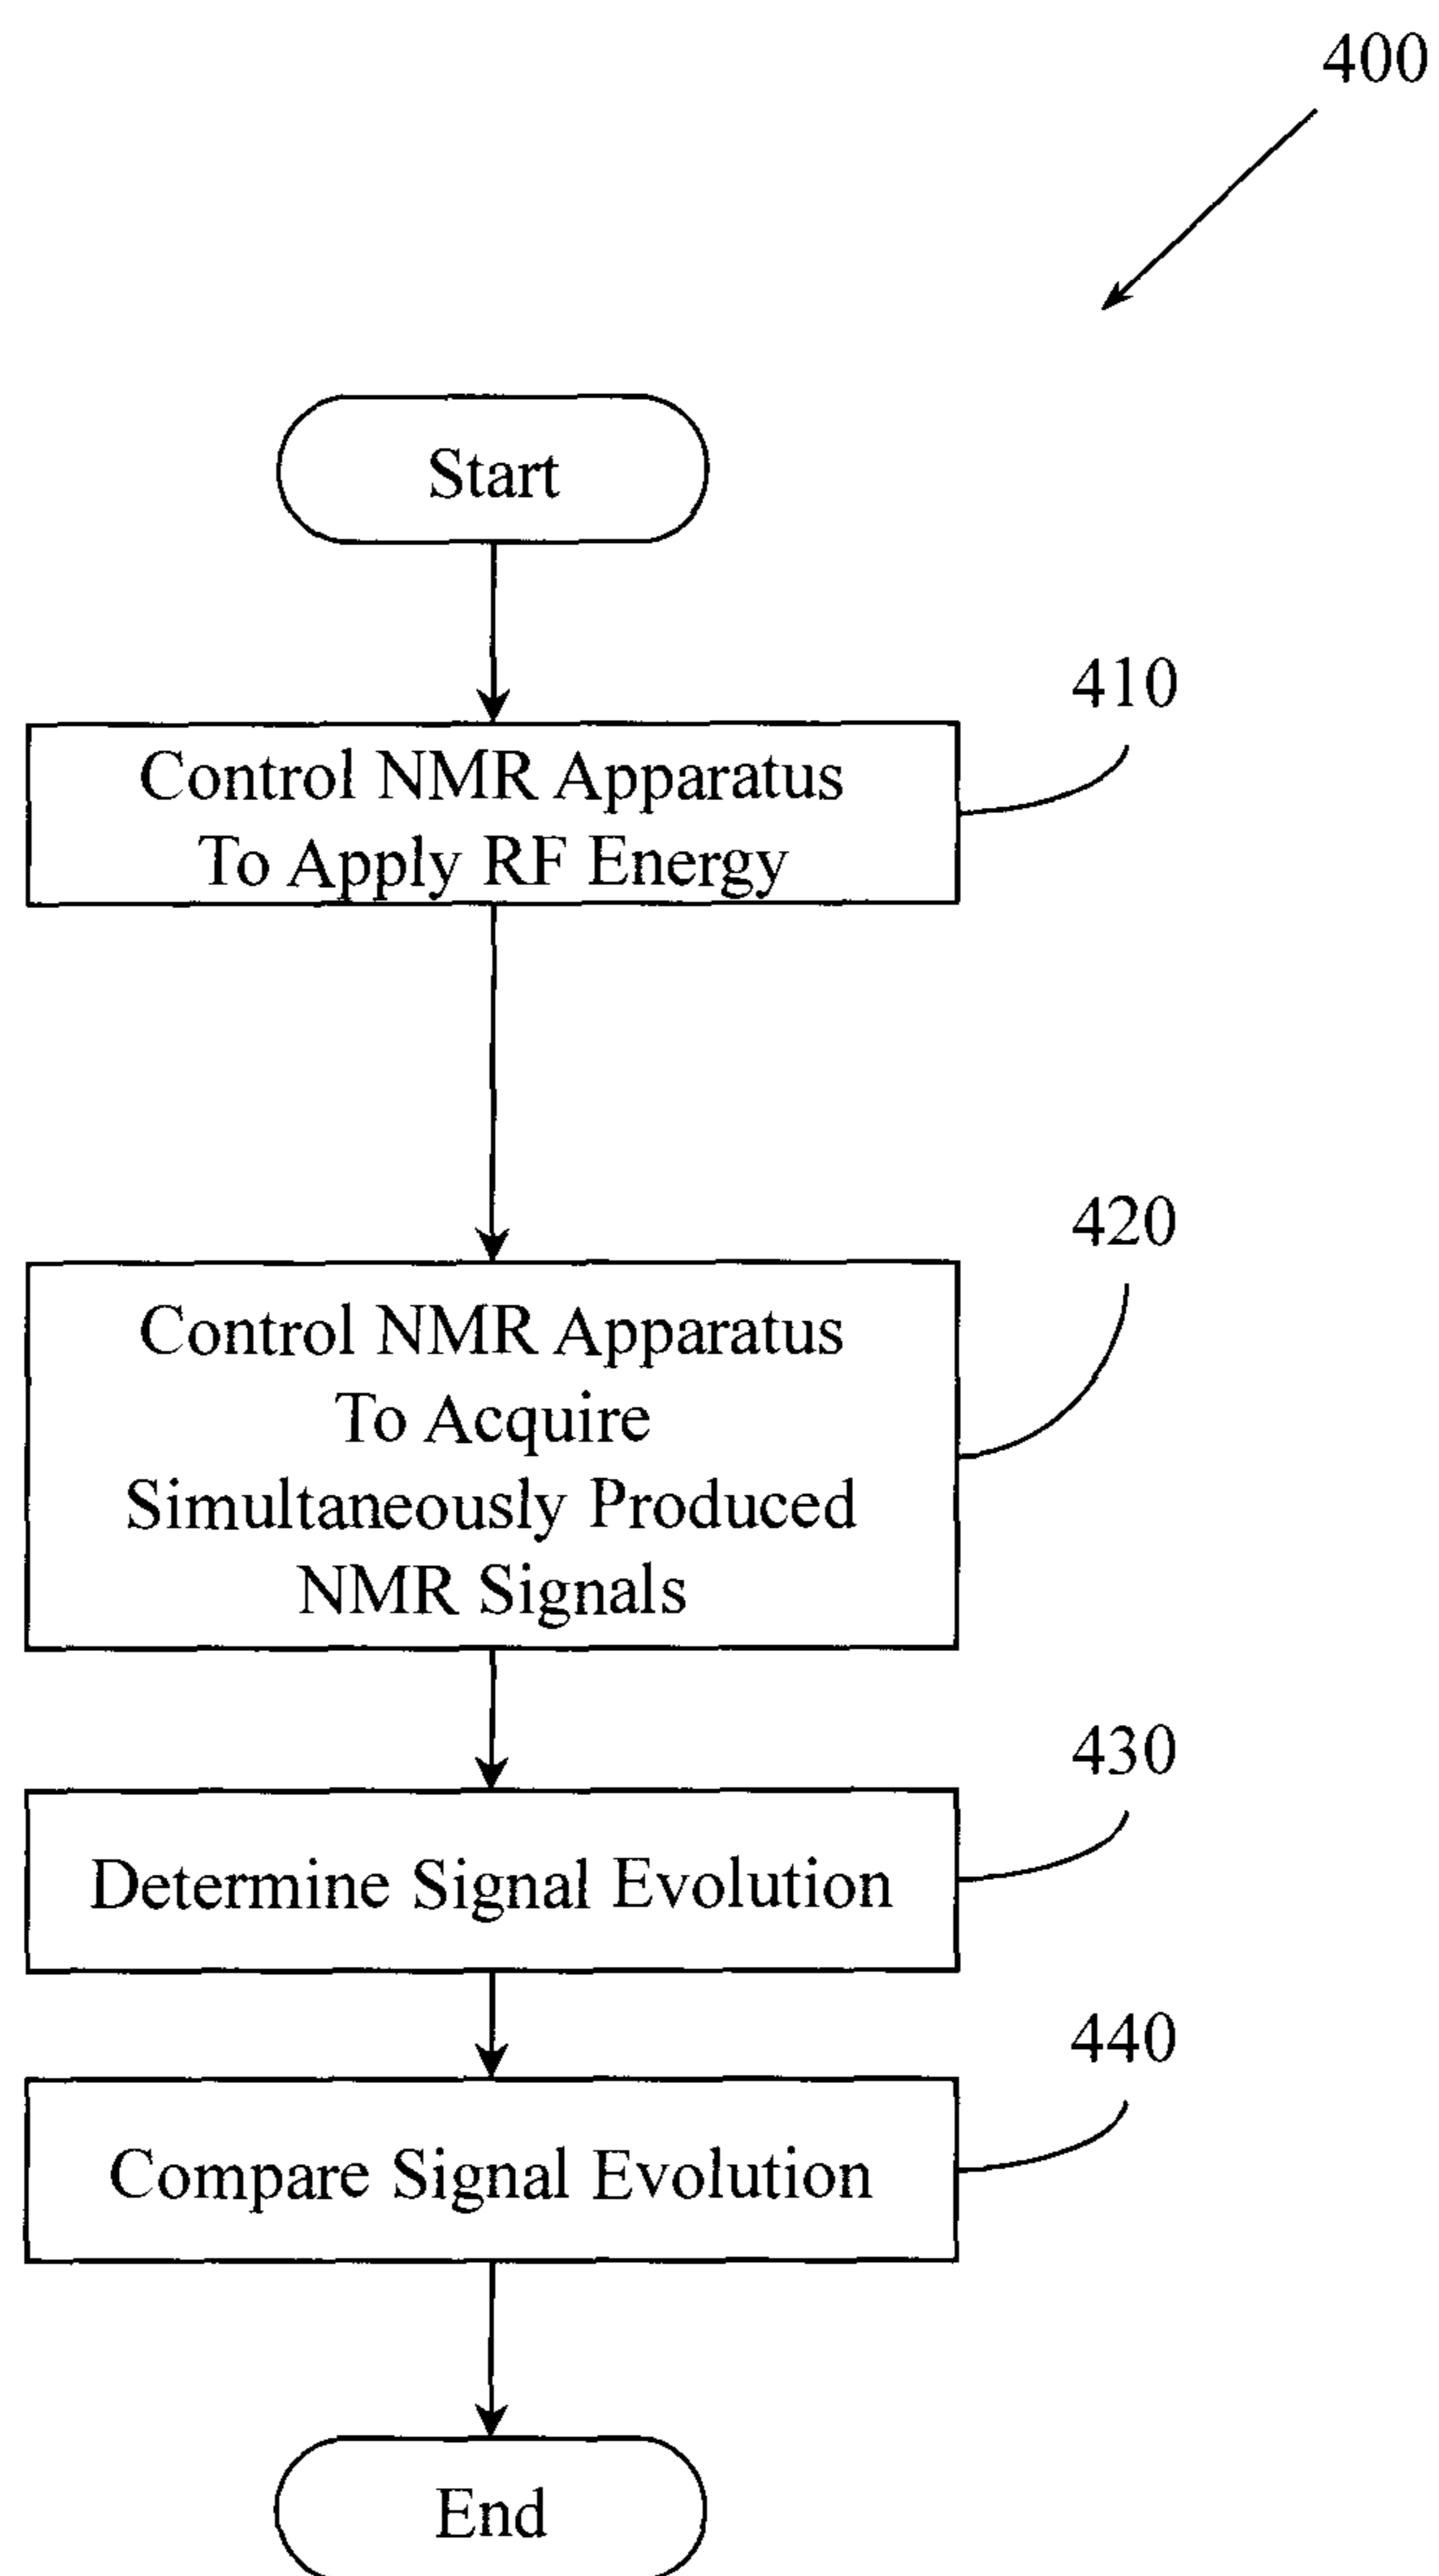 400
Start
410
Control NMR Apparatus
To Apply RF Energy
420
Control NMR Apparatus
To Acquire
Simultaneously Produced
NMR Signals
430
Determine Signal Evolution
440
Compare Signal Evolution
End